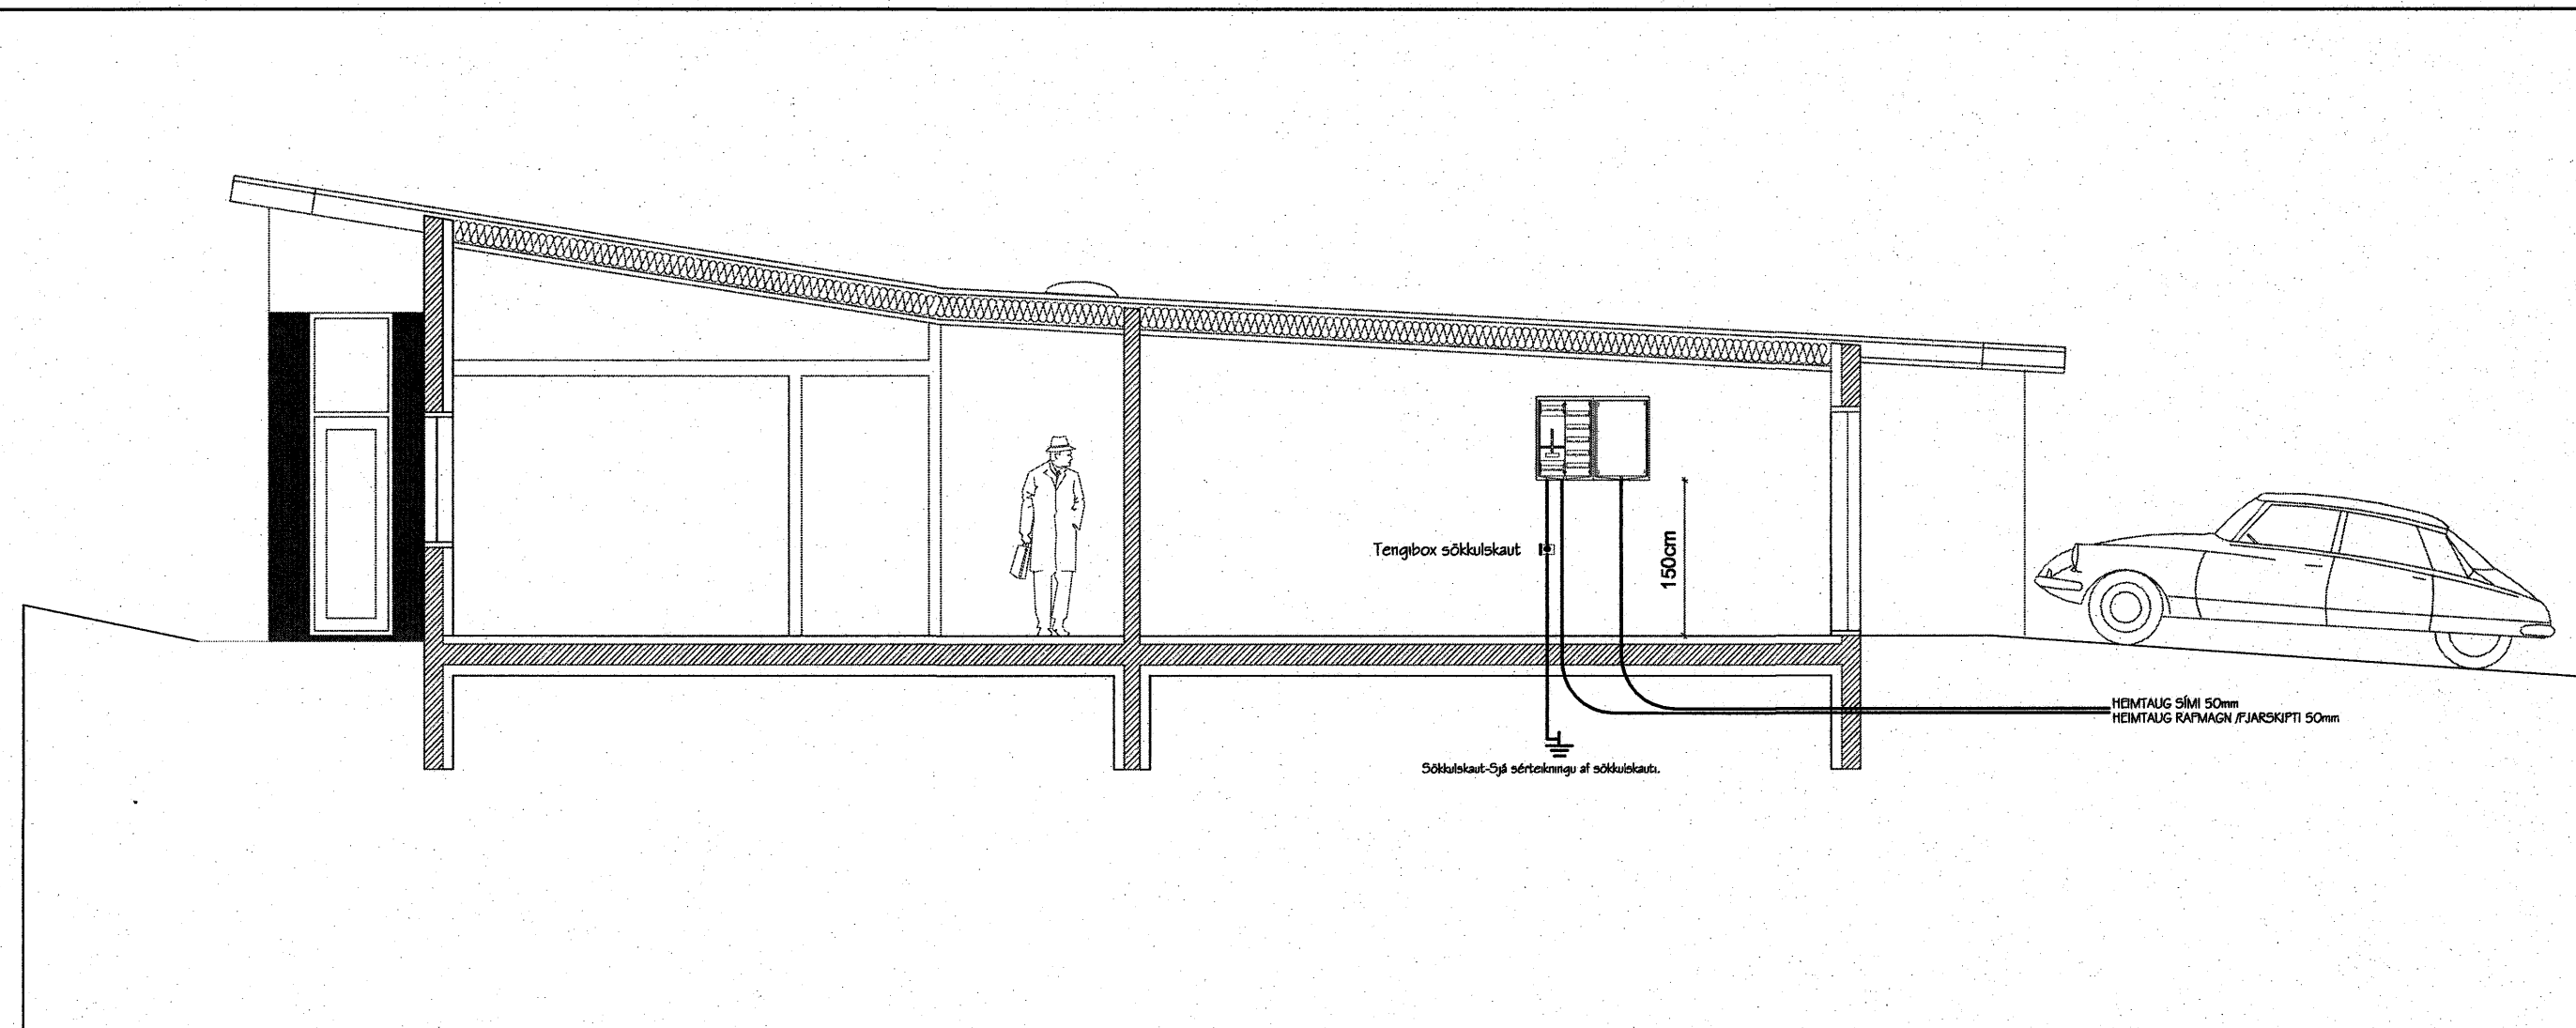 Tengibox sökkulskaut
150cm
HEIMTAUG SÍMI 50mm
HEIMTAUG RAFMAGN /FJARSKIPTI 50mm
Sökkulskaut-Sjá sérteikningu af sökkulskauti.